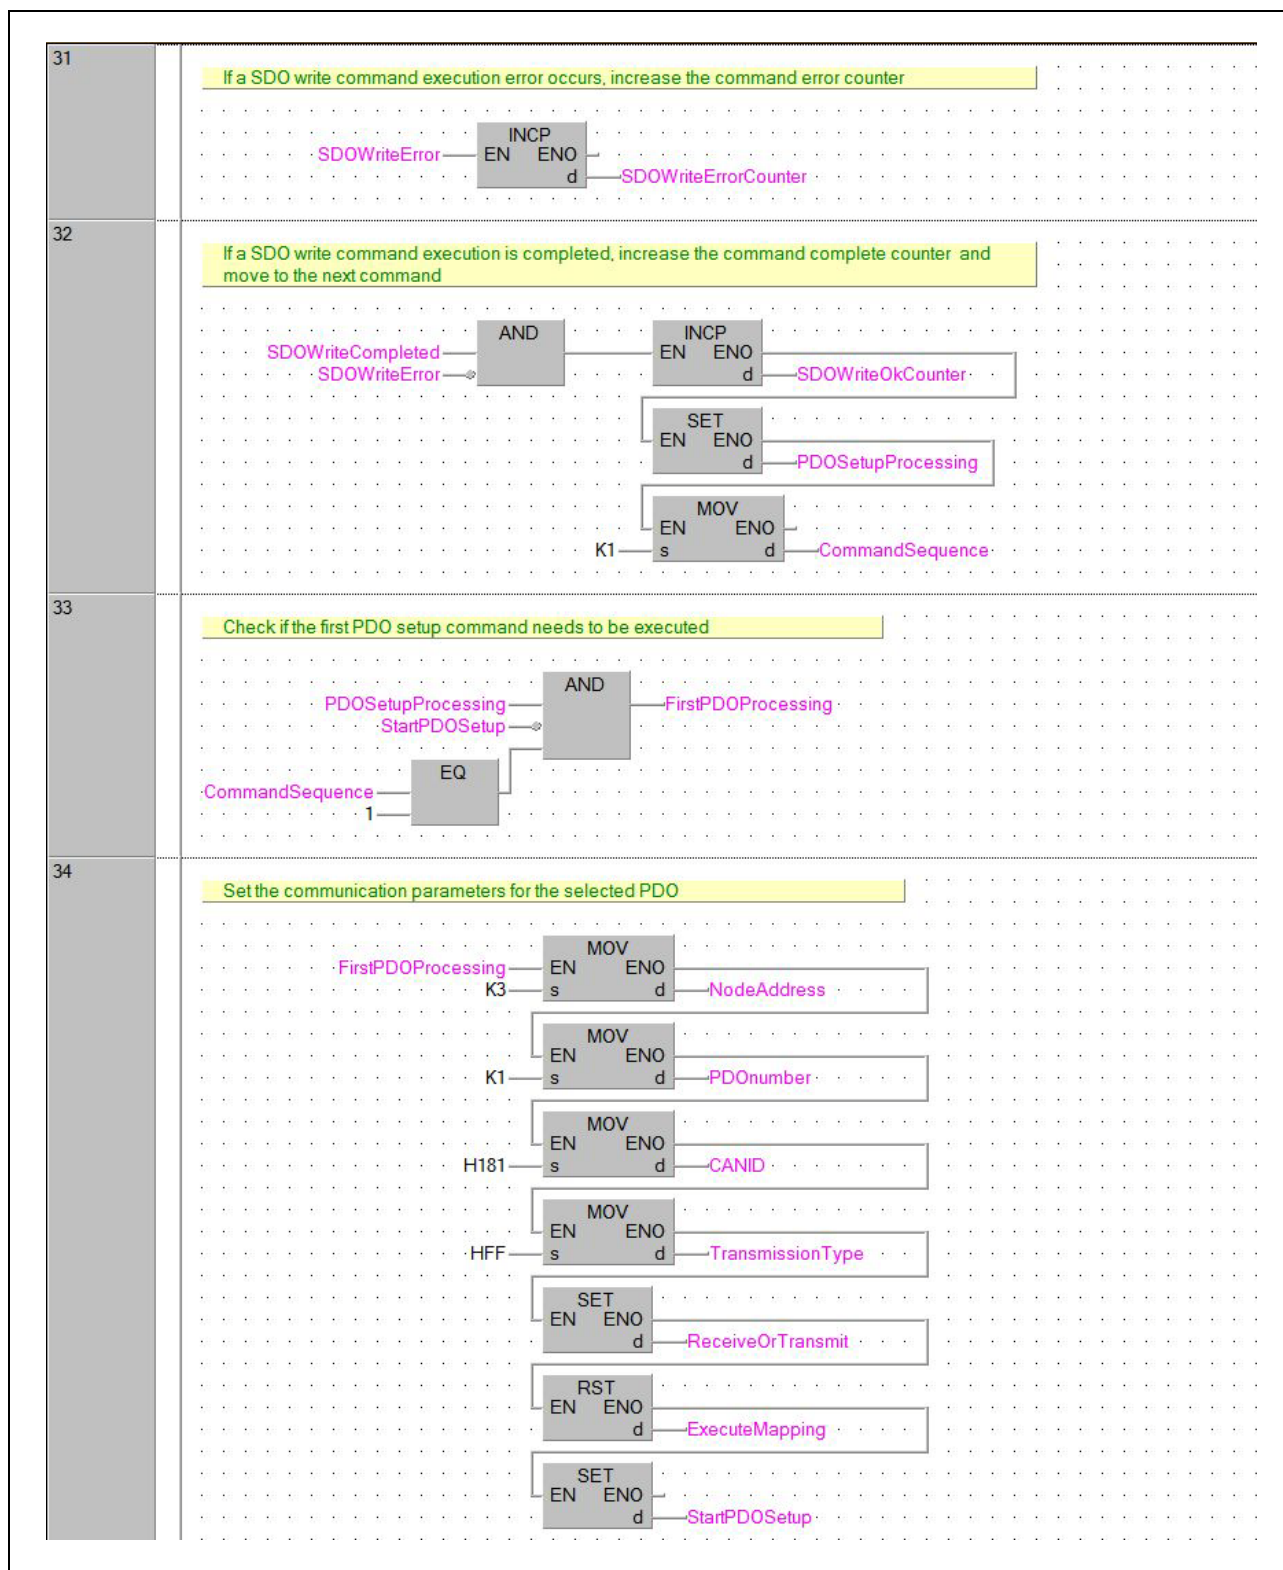 31
If a SDO write command execution error occurs, increase the command error counter
INCP
SDOWriteError EN ENO
d SDOWriteErrorCounter
32
If a SDO write command execution is completed, increase the command complete counter and
move to the next command
AND INCP
SDOWriteCompleted EN ENO
SDOWriteError d SDOWriteOkCounter
SET
EN ENO
d PDOSetupProcessing
MOV
EN ENO
K1 s d CommandSequence
33
Check if the first PDO setup command needs to be executed
AND
PDOSetupProcessing FirstPDOProcessing
StartPDOSetup
EQ
CommandSequence
1
34
Set the communication parameters for the selected PDO
MOV
FirstPDOProcessing EN ENO
K3 s d NodeAddress
MOV
EN ENO
K1 s d PDOnumber
MOV
EN ENO
H181 s d CANID
MOV
EN ENO
HFF s d TransmissionType
SET
EN ENO
d ReceiveOrTransmit
RST
EN ENO
d ExecuteMapping
SET
EN ENO
d StartPDOSetup